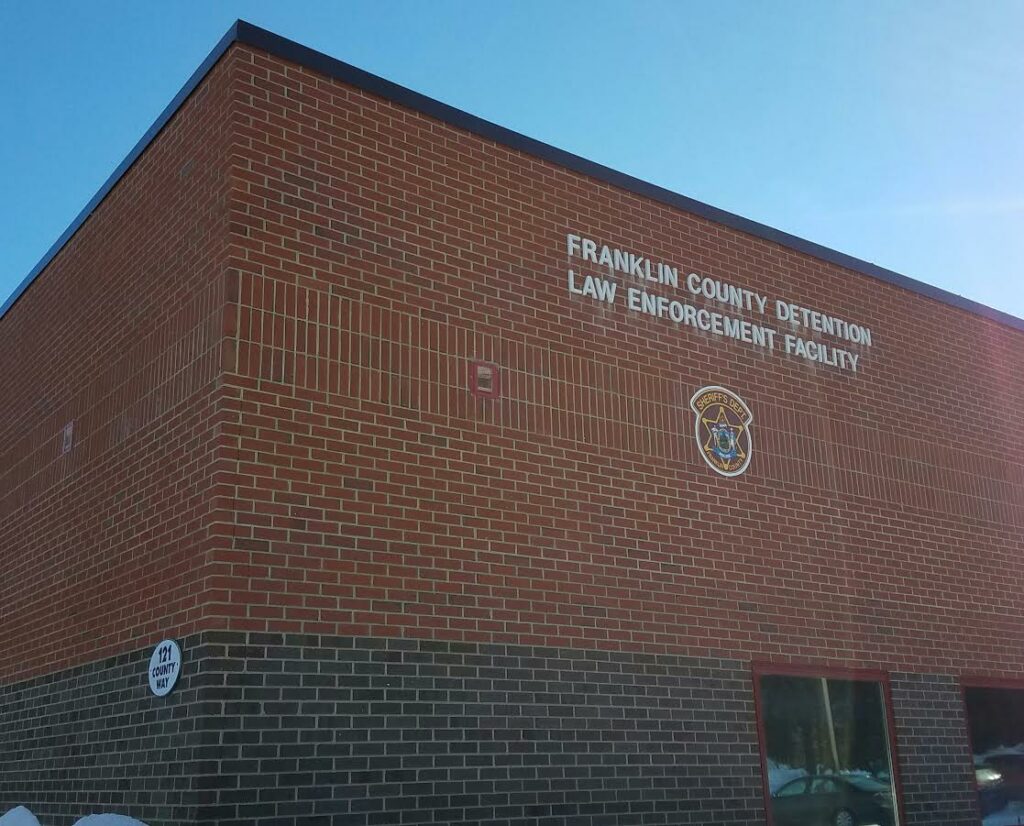 FRANKLIN COUNTY DETENTION
LAW ENFORCEMENT FACILITY
SHERIFF'S DEPT.
121
COUNTY
WAY